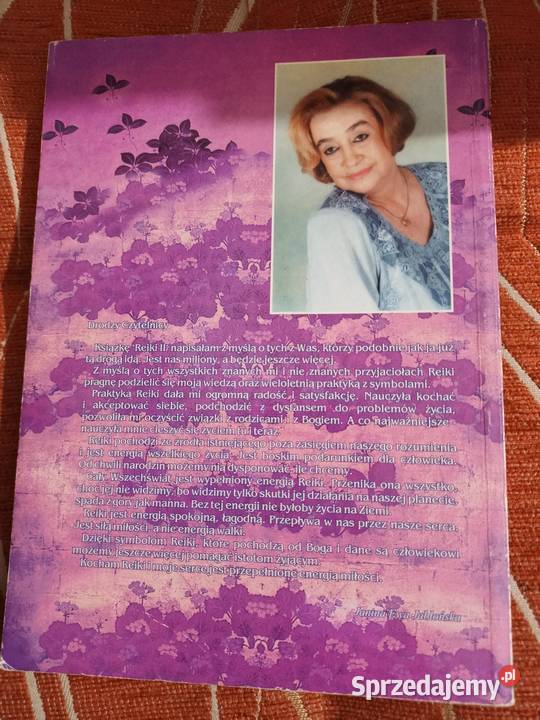 Drodzy Czytelnicy
Książkę "Reiki II" napisałam z myślą o tych z Was, którzy podobnie jak ja już
tą drogą idą. Jest nas miliony, a będzie jeszcze więcej.
Z myślą o tych wszystkich znanych mi i nie znanych przyjaciołach Reiki
pragnę podzielić się moją wiedzą oraz wieloletnią praktyką z symbolami.
Praktyka Reiki dała mi ogromną radość i satysfakcję. Nauczyła kochać
i akceptować siebie, podchodzić z dystansem do problemów życia,
pozwoliła mi oczyścić związki z rodzicami i z Bogiem. A co najważniejsze -
nauczyła mnie cieszyć się życiem tu i teraz.
Reiki pochodzi ze źródła istniejącego poza zasięgiem naszego rozumienia
i jest energią wszelkiego życia. Jest boskim podarunkiem dla człowieka.
Od chwili narodzin możemy nią dysponować, ile chcemy.
Cały Wszechświat jest wypełniony energią Reiki. Przenika ona wszystko,
choć jej nie widzimy, bo widzimy tylko skutki jej działania na naszej planecie,
spada z góry jak manna. Bez tej energii nie byłoby życia na Ziemi.
Reiki jest energią spokojną, łagodną. Przepływa w nas przez nasze serca.
Jest siłą miłości, a nie energią walki.
Dzięki symbolom Reiki, które pochodzą od Boga i dane są człowiekowi
możemy jeszcze więcej pomagać istotom żyjącym.
Kocham Reiki i moje serce jest przepełnione energią miłości.
Janina Ewa Jabłońska
Sprzedajemy.pl